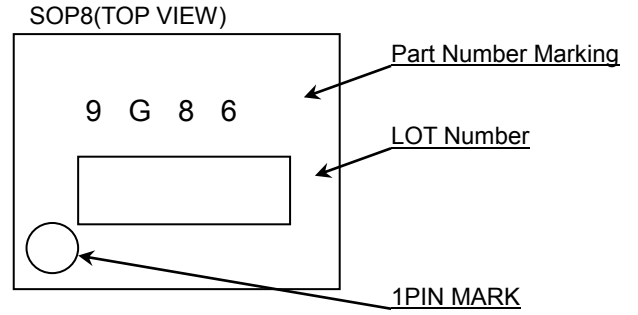 SOP8(TOP VIEW)
Part Number Marking
9 G 8 6
LOT Number
1PIN MARK